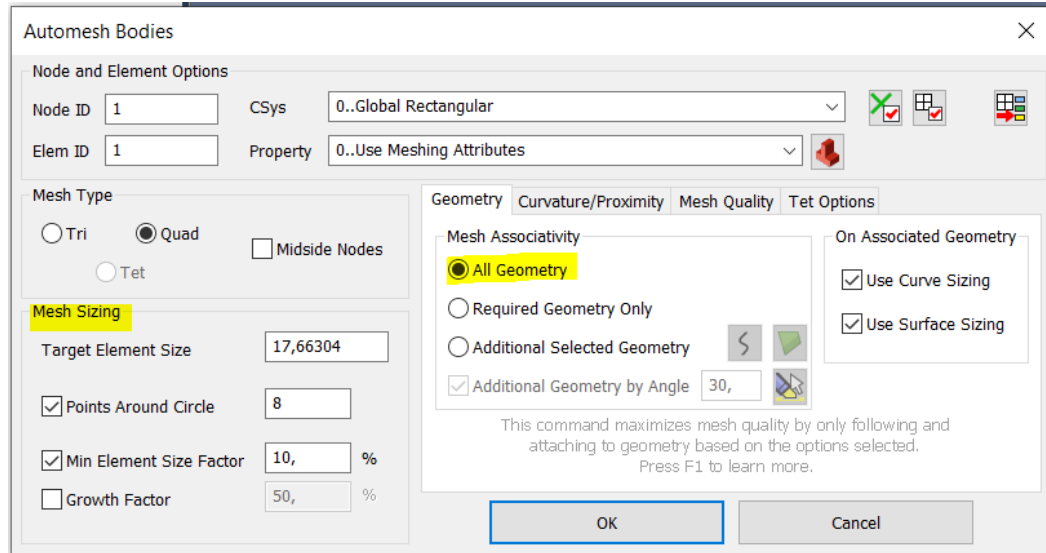 Automesh Bodies
Node and Element Options
Node ID 1 CSys 0..Global Rectangular
Elem ID 1 Property 0..Use Meshing Attributes
Mesh Type
Tri Quad Midside Nodes
Tet
Mesh Sizing
Target Element Size 17,66304
Points Around Circle 8
Min Element Size Factor 10, %
Growth Factor 50, %
Geometry Curvature/Proximity Mesh Quality Tet Options
Mesh Associativity
All Geometry
Required Geometry Only
Additional Selected Geometry
Additional Geometry by Angle 30,
On Associated Geometry
Use Curve Sizing
Use Surface Sizing
This command maximizes mesh quality by only following and
attaching to geometry based on the options selected.
Press F1 to learn more.
OK Cancel